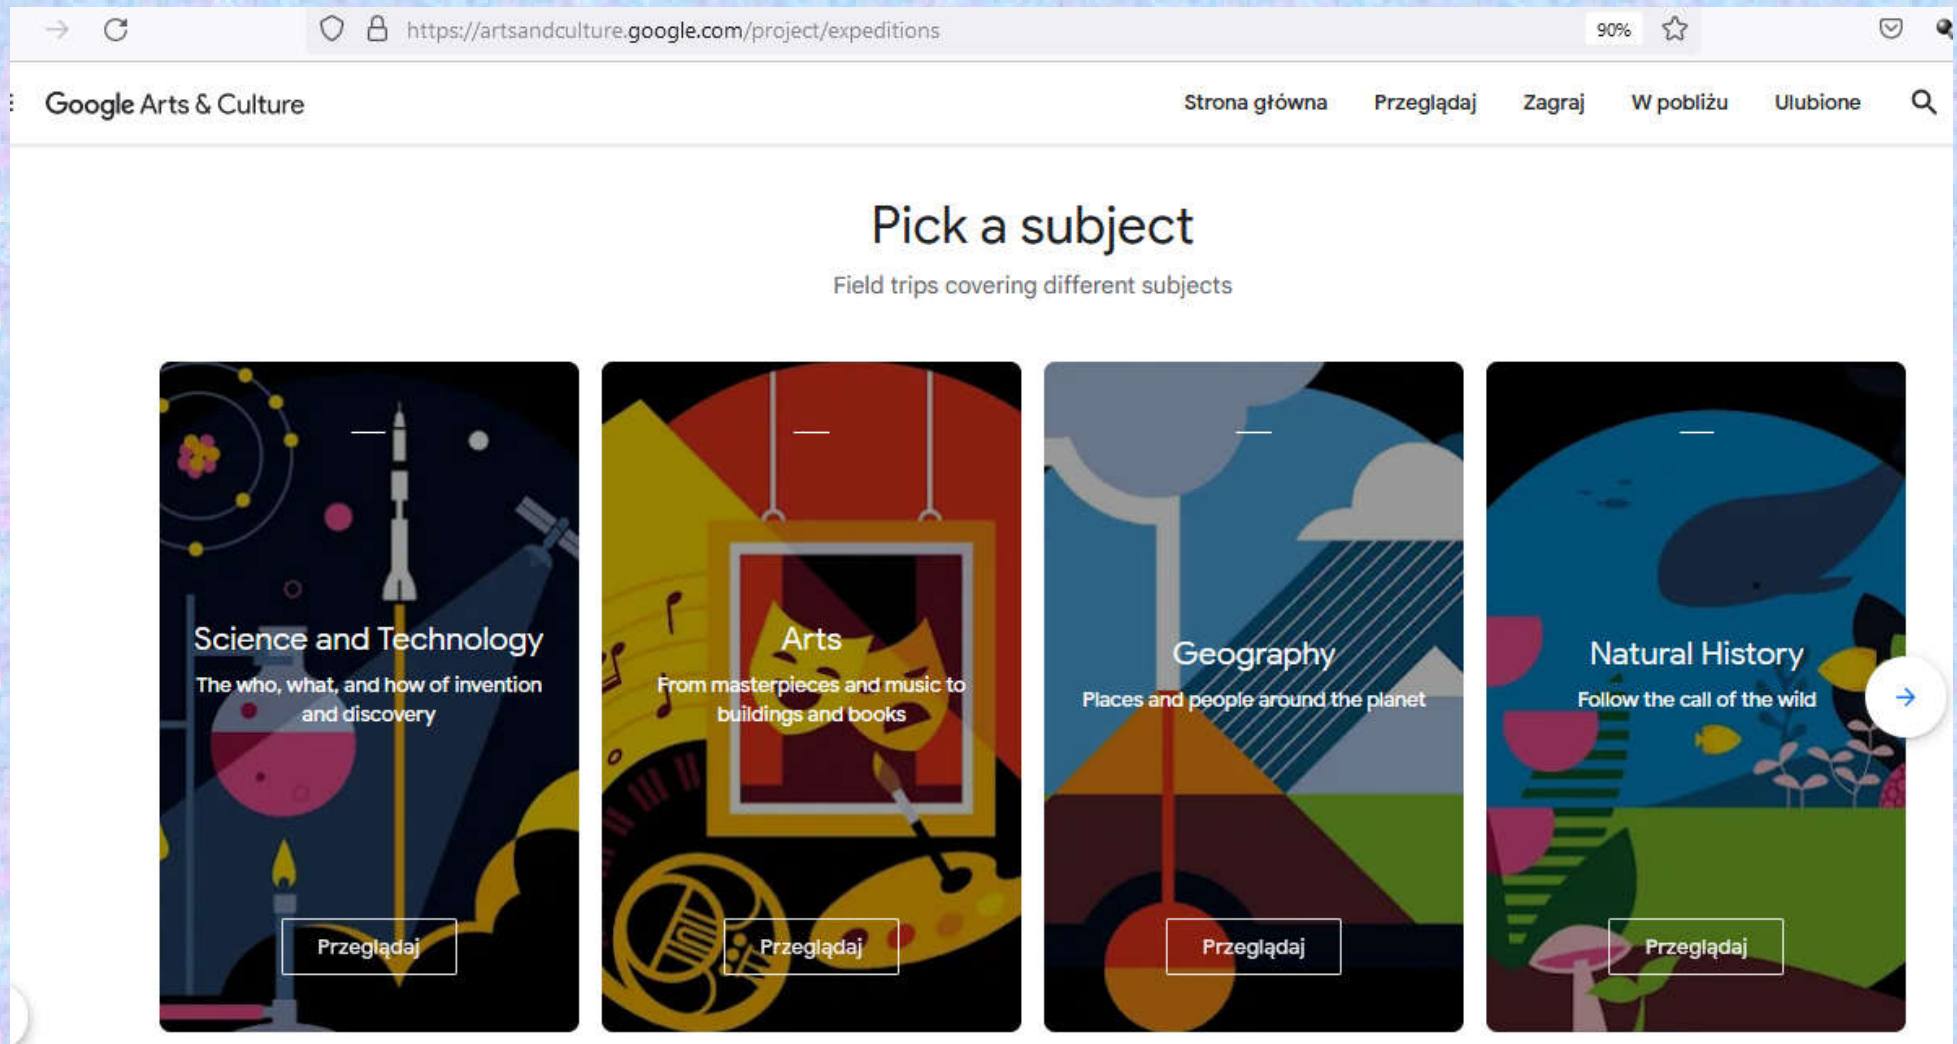 https://artsandculture.google.com/project/expeditions
90%
Google Arts & Culture
Strona główna
Przeglądaj
Zagraj
W pobliżu
Ulubione
Pick a subject
Field trips covering different subjects
Science and Technology
The who, what, and how of invention
and discovery
Przeglądaj
Arts
From masterpieces and music to
buildings and books
Przeglądaj
Geography
Places and people around the planet
Przeglądaj
Natural History
Follow the call of the wild
Przeglądaj